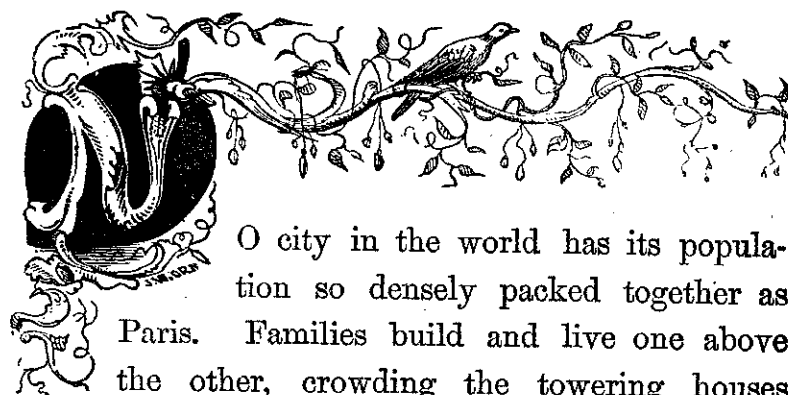 NO city in the world has its popula-
tion so densely packed together as
Paris. Families build and live one above
the other, crowding the towering houses
J.W.ORR